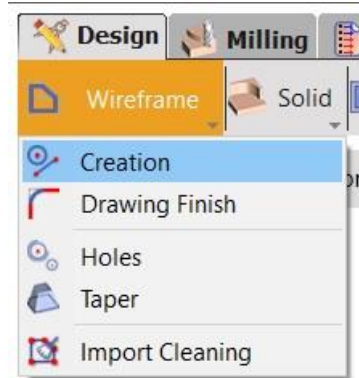 Design Milling
Wireframe Solid
Creation
Drawing Finish
Holes
Taper
Import Cleaning